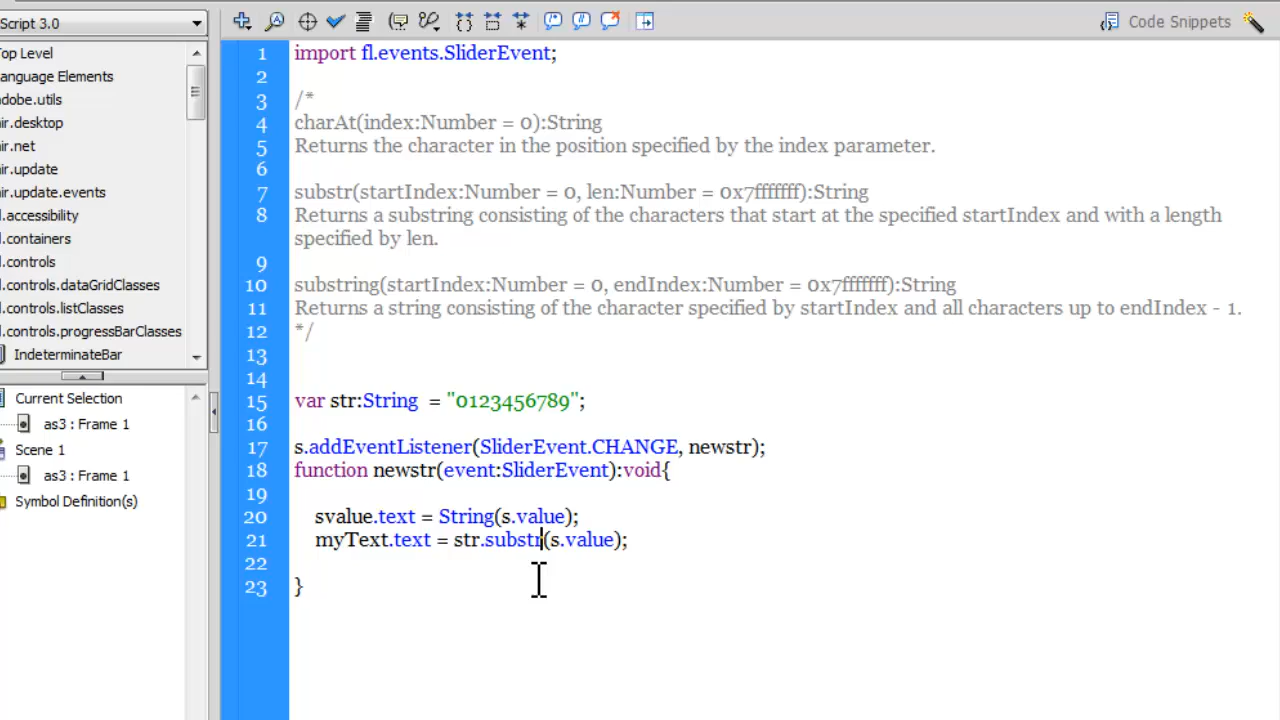 Script 3.0
Code Snippets
op Level
anguage Elements
dobe.utils
ir.desktop
ir.net
ir.update
ir.update.events
l.accessibility
l.containers
l.controls
l.controls.dataGridClasses
l.controls.listClasses
l.controls.progressBarClasses
IndeterminateBar
Current Selection
as3 : Frame 1
Scene 1
as3 : Frame 1
Symbol Definition(s)
1 import fl.events.SliderEvent;
2
3 /*
4 charAt(index:Number = 0):String
5 Returns the character in the position specified by the index parameter.
6
7 substr(startIndex:Number = 0, len:Number = 0x7fffffff):String
8 Returns a substring consisting of the characters that start at the specified startIndex and with a length
specified by len.
9
10 substring(startIndex:Number = 0, endIndex:Number = 0x7fffffff):String
11 Returns a string consisting of the character specified by startIndex and all characters up to endIndex - 1.
12 */
13
14
15 var str:String = "0123456789";
16
17 s.addEventListener(SliderEvent.CHANGE, newstr);
18 function newstr(event:SliderEvent):void{
19
20 svalue.text = String(s.value);
21 myText.text = str.substr(s.value);
22
23 }